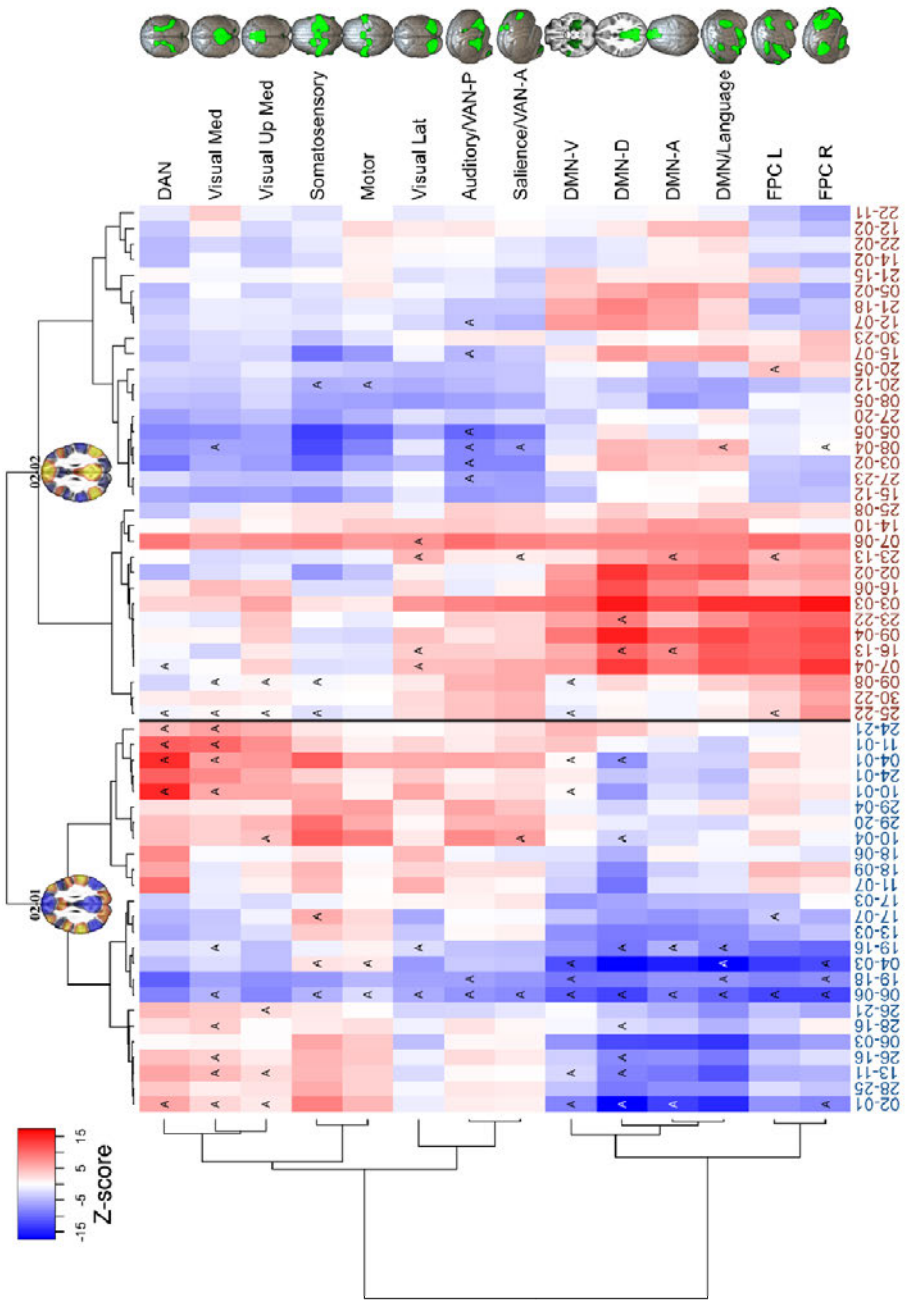 DAN
Visual Med
Visual Up Med
Somatosensory
Motor
Visual Lat
Auditory/VAN-P
Salience/VAN-A
DMN-V
DMN-D
DMN-A
DMN/Language
FPC L
FPC R
02-02
02-01
22-11
12-02
22-02
14-02
21-15
05-02
21-18
A 12-07
30-23
A 15-07
A 20-05
A A 20-12
08-05
27-20
A 05-05
A A A A A 08-04
A 03-02
A 27-23
15-12
25-08
14-10
A 07-06
A A A A 23-13
02-02
16-06
03-03
A 23-22
09-04
A A A 16-13
A A 07-04
A A A A 09-08
30-22
A A A A A A 25-22
A A 24-21
A A 11-01
A A A A 04-01
24-01
A A A 10-01
29-04
29-20
A A A 10-04
18-06
18-09
11-07
17-03
A A 17-07
13-03
A A A A A 19-16
A A A A A 04-03
A A A A 19-18
A A A A A A A A A A A A 06-06
A 26-21
A A 28-16
06-03
A A 26-16
A A A A 13-11
28-25
A A A A A A A 02-01
-15 -5 5 15
Z-score